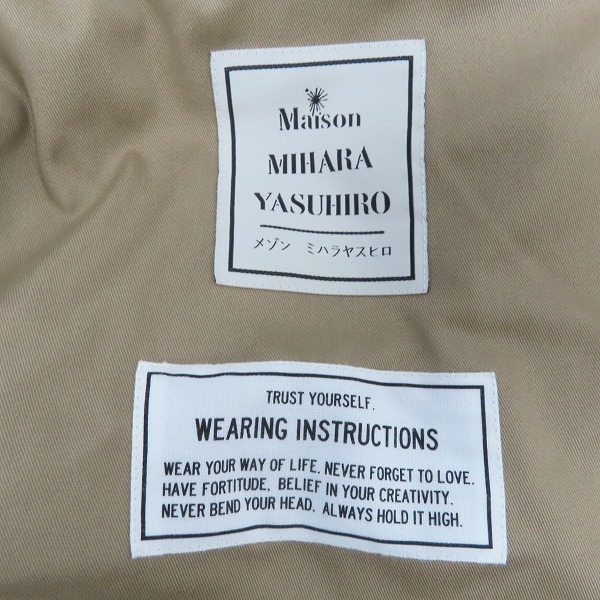 Maison
MIHARA
YASUHIRO
メゾン ミハラヤスヒロ
TRUST YOURSELF.
WEARING INSTRUCTIONS
WEAR YOUR WAY OF LIFE. NEVER FORGET TO LOVE.
HAVE FORTITUDE, BELIEF IN YOUR CREATIVITY.
NEVER BEND YOUR HEAD. ALWAYS HOLD IT HIGH.